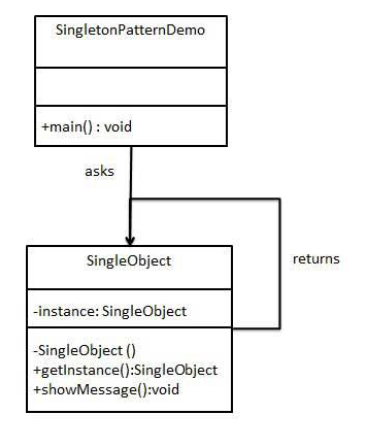 SingletonPatternDemo
+main() : void
asks
SingleObject
returns
-instance: SingleObject
-SingleObject ()
+getInstance():SingleObject
+showMessage():void